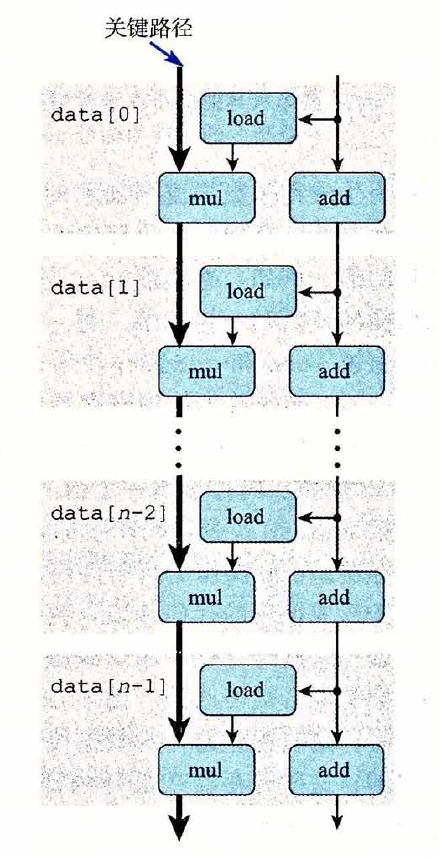 关键路径
data[0]
load
mul
add
data[1]
load
mul
add
data[n-2]
load
mul
add
data[n-1]
load
mul
add